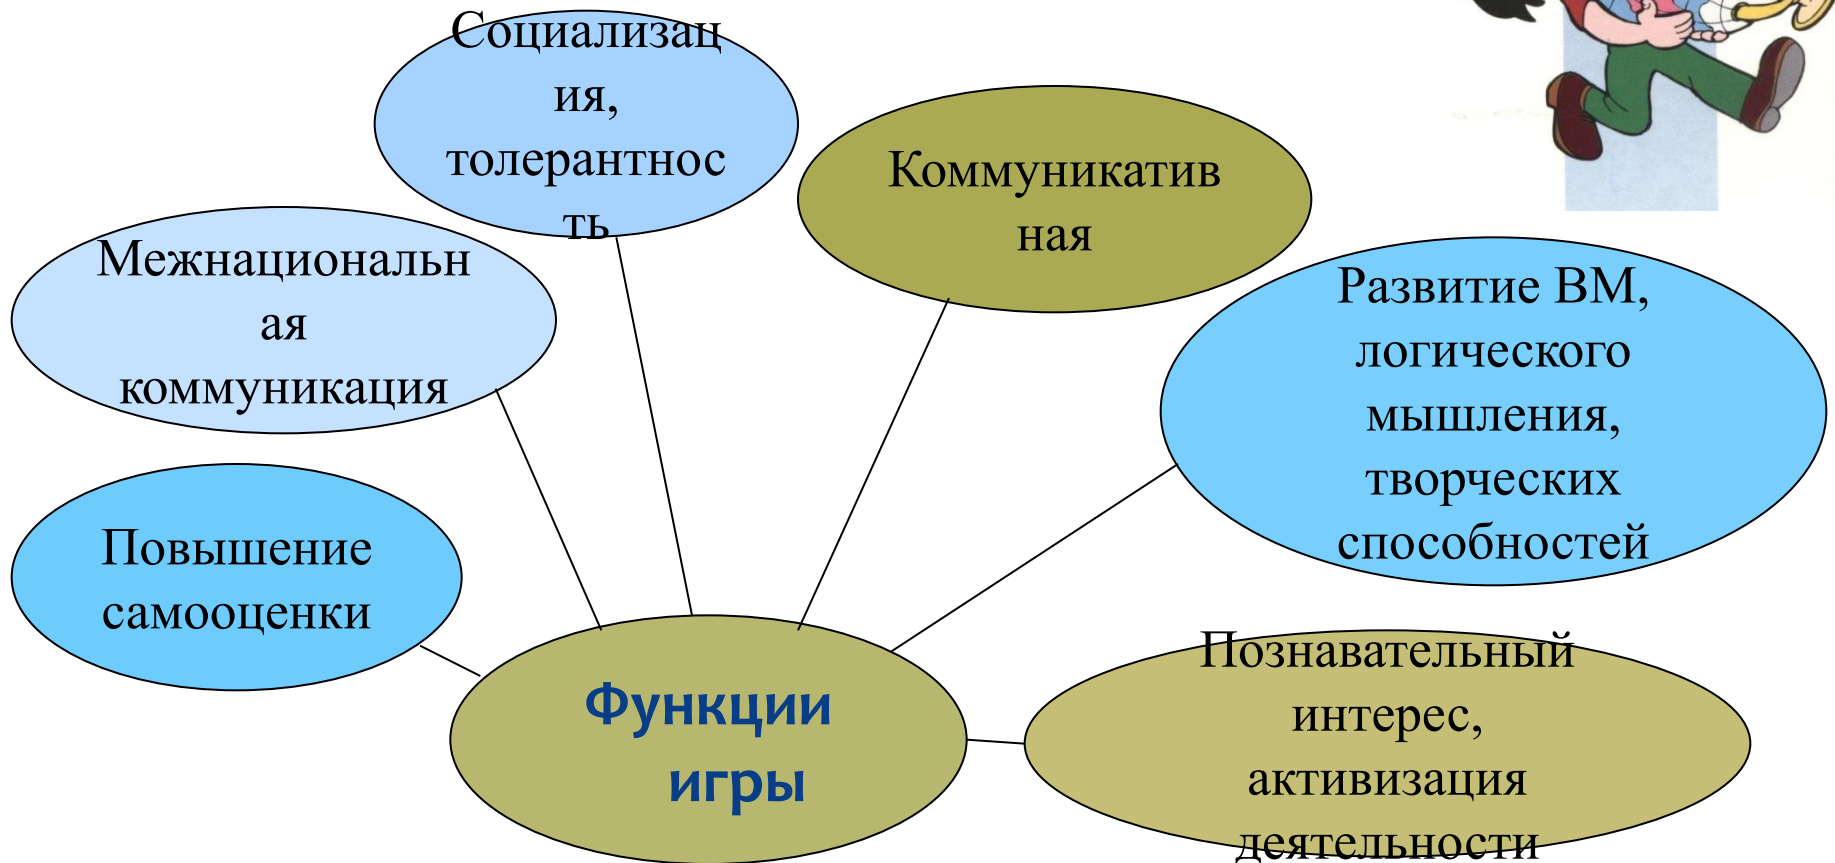 Социализац
ия,
толерантнос
ть
Коммуникатив
ная
Межнациональн
ая
коммуникация
Развитие ВМ,
логического
мышления,
творческих
способностей
Повышение
самооценки
Функции
игры
Познавательный
интерес,
активизация
деятельности